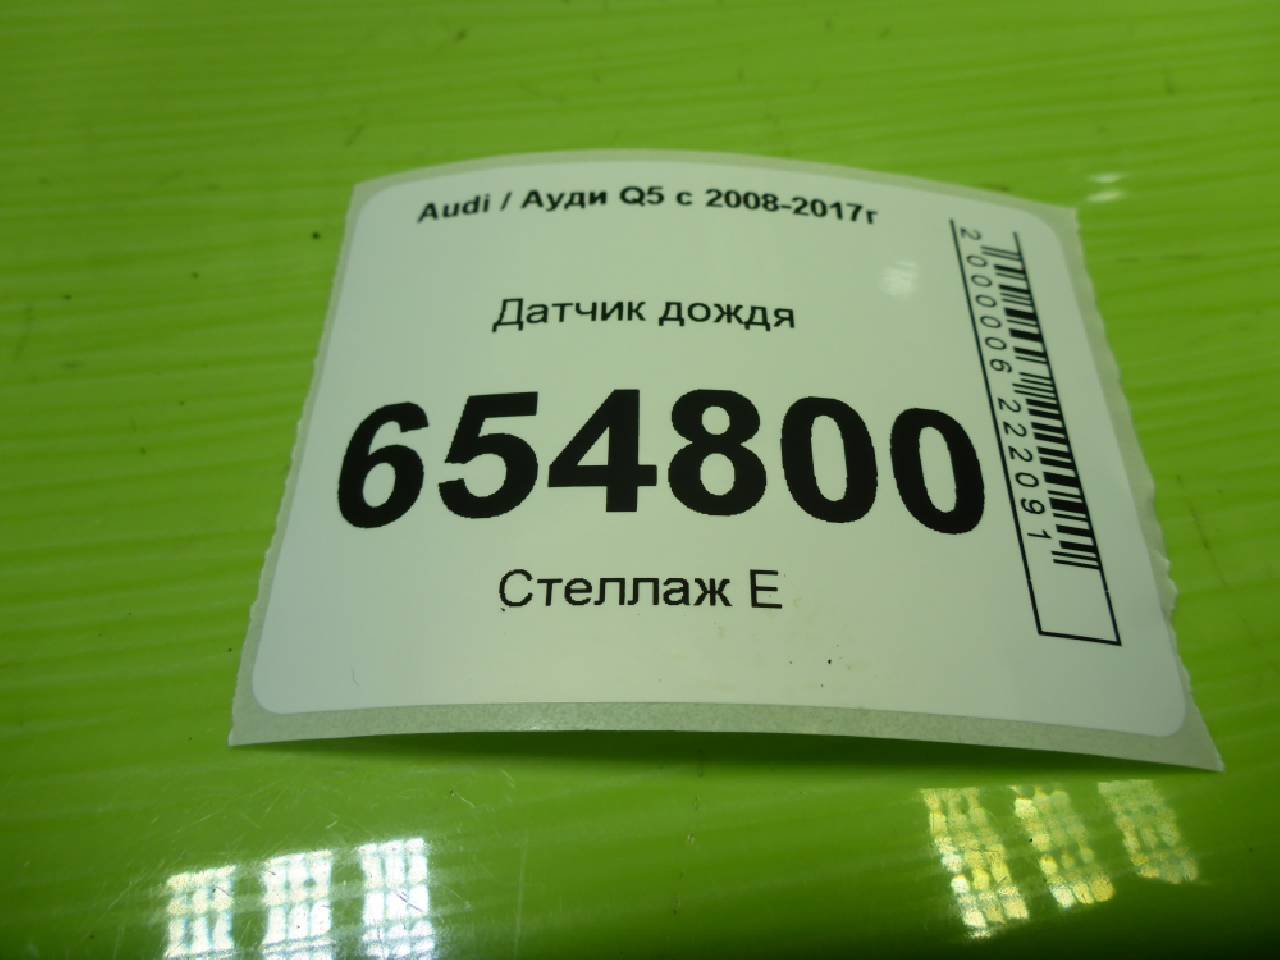 Audi / Ауди Q5 с 2008-2017г
Датчик дождя
654800
Стеллаж Е
2000006222091